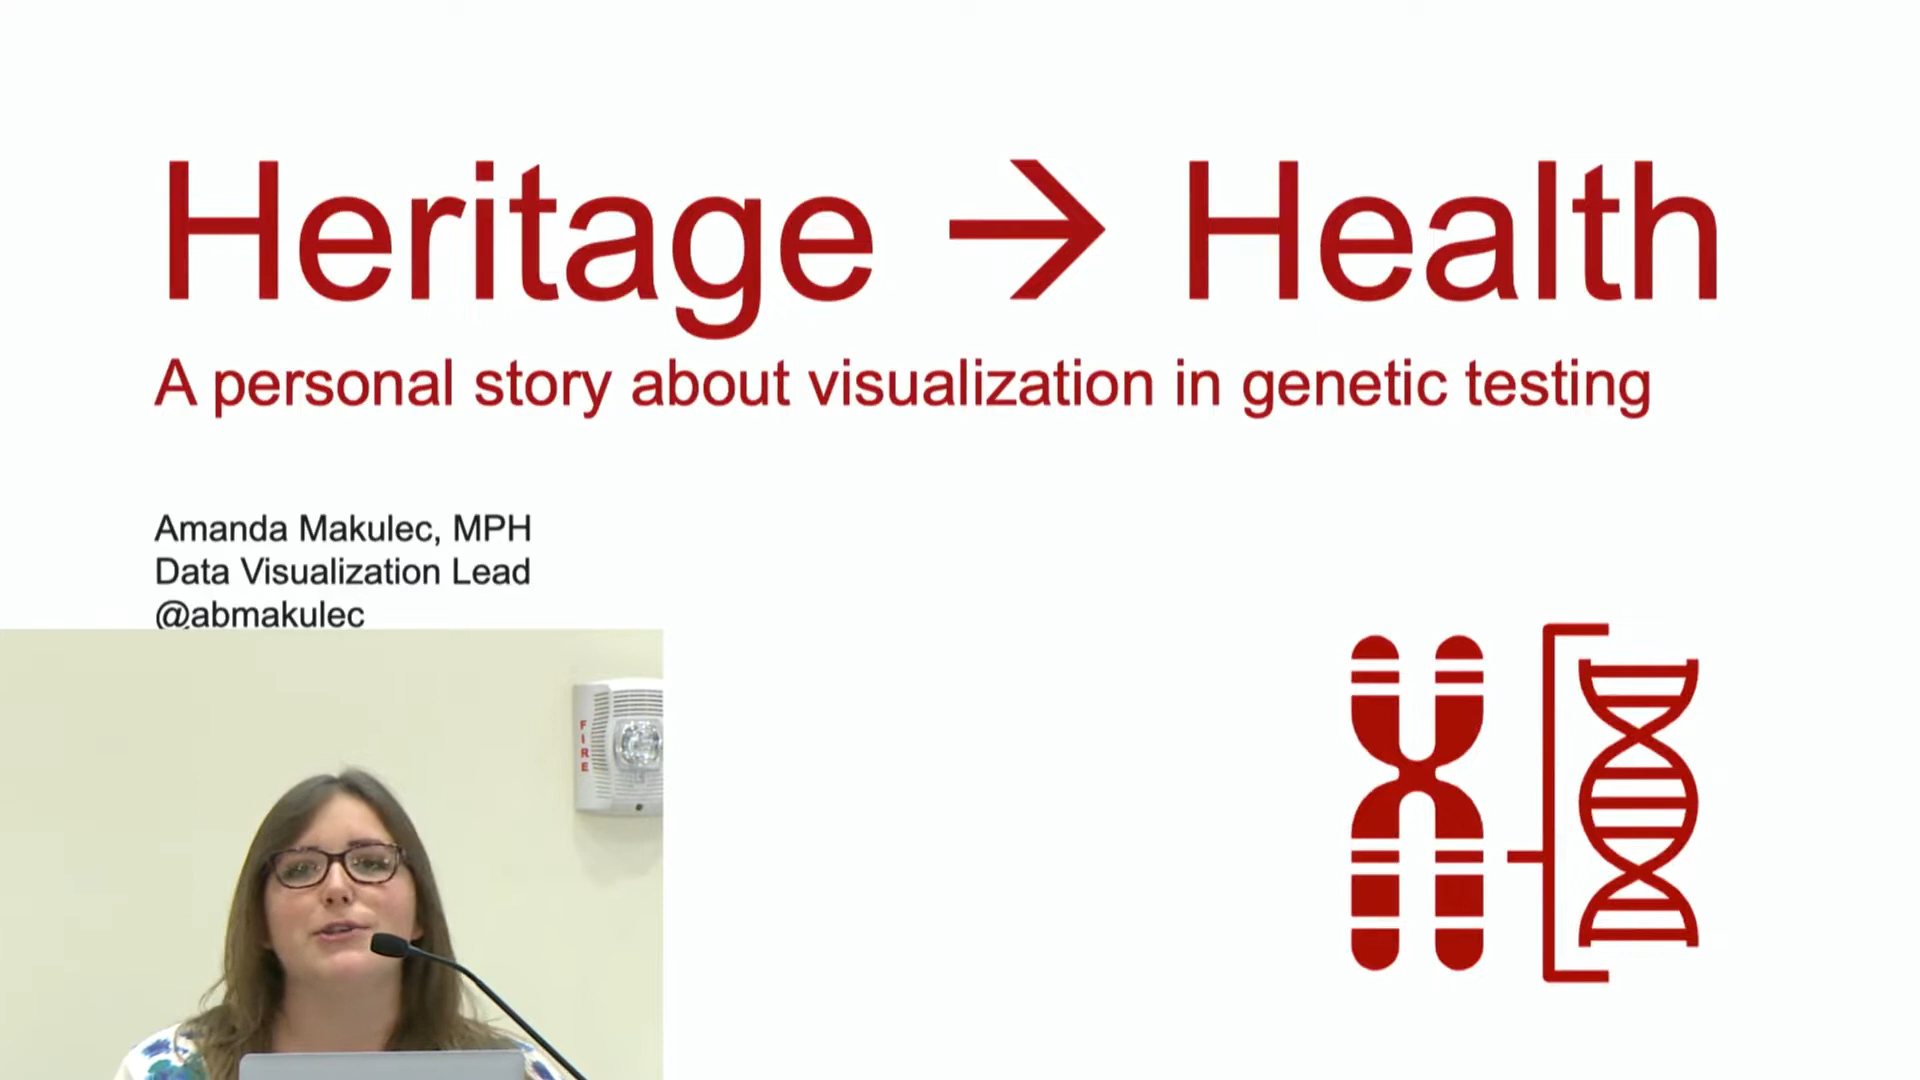 Heritage → Health
A personal story about visualization in genetic testing
Amanda Makulec, MPH
Data Visualization Lead
@abmakulec
FIRE